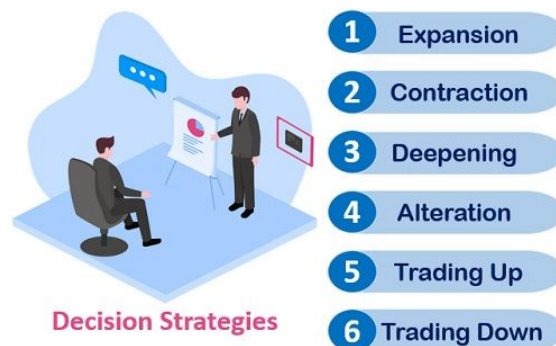 1 Expansion
2 Contraction
3 Deepening
4 Alteration
5 Trading Up
6 Trading Down
Decision Strategies